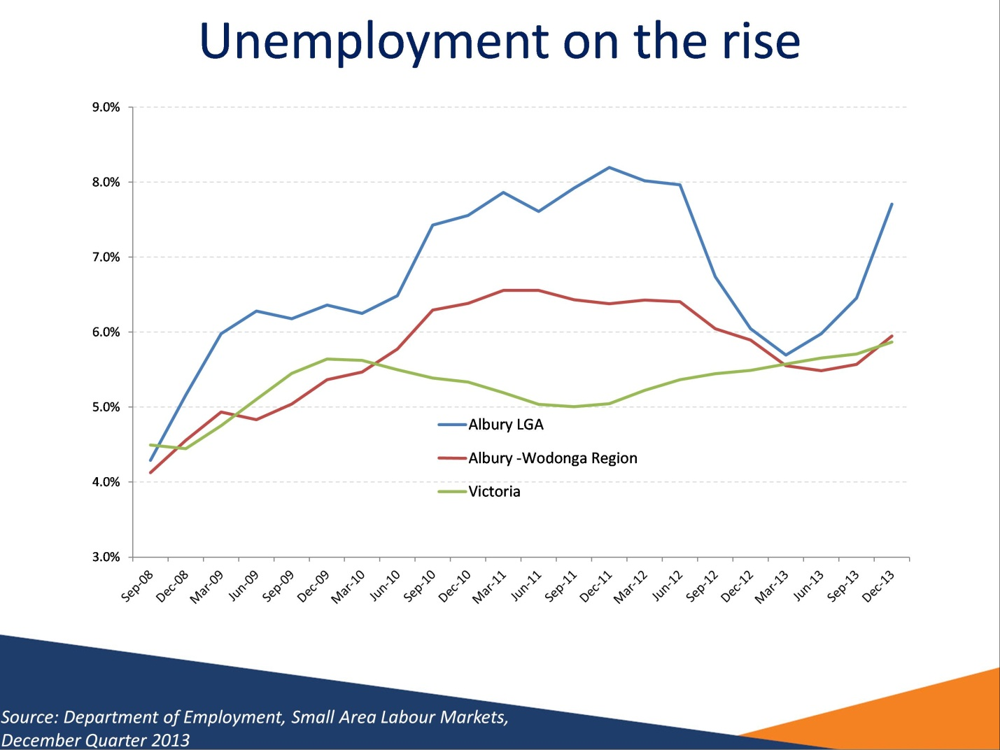 Unemployment on the rise
9.0%
8.0%
7.0%
6.0%
5.0%
4.0%
3.0%
Albury LGA
Albury -Wodonga Region
Victoria
Sep-08
Dec-08
Mar-09
Jun-09
Sep-09
Dec-09
Mar-10
Jun-10
Sep-10
Dec-10
Mar-11
Jun-11
Sep-11
Dec-11
Mar-12
Jun-12
Sep-12
Dec-12
Mar-13
Jun-13
Sep-13
Dec-13
Source: Department of Employment, Small Area Labour Markets,
December Quarter 2013